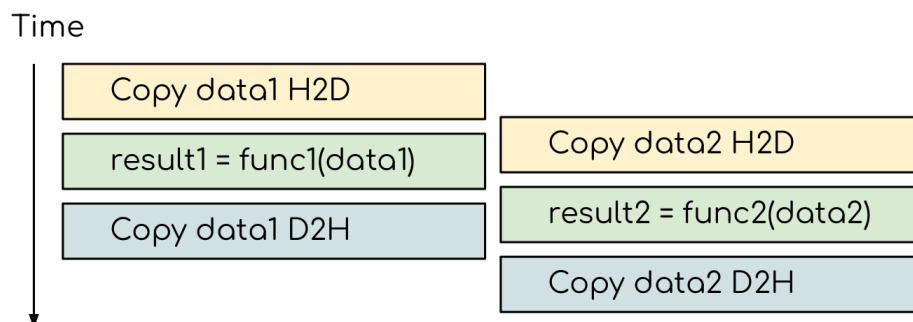 Time
Copy data1 H2D
result1 = func1(data1)
Copy data1 D2H
Copy data2 H2D
result2 = func2(data2)
Copy data2 D2H